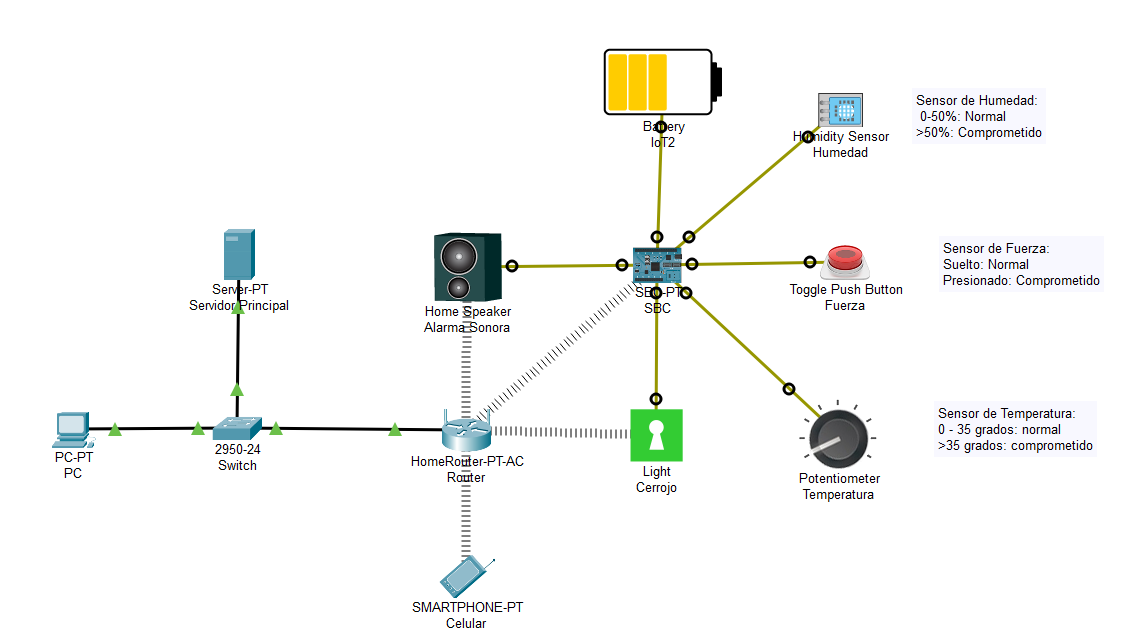 Battery
IoT2
Humidity Sensor
Humedad
Sensor de Humedad:
0-50%: Normal
>50%: Comprometido
Server-PT
Servidor Principal
Home Speaker
Alarma Sonora
SBC-PT
SBC
Toggle Push Button
Fuerza
Sensor de Fuerza:
Suelto: Normal
Presionado: Comprometido
PC-PT
PC
2950-24
Switch
HomeRouter-PT-AC
Router
Light
Cerrojo
Potentiometer
Temperatura
Sensor de Temperatura:
0 - 35 grados: normal
>35 grados: comprometido
SMARTPHONE-PT
Celular